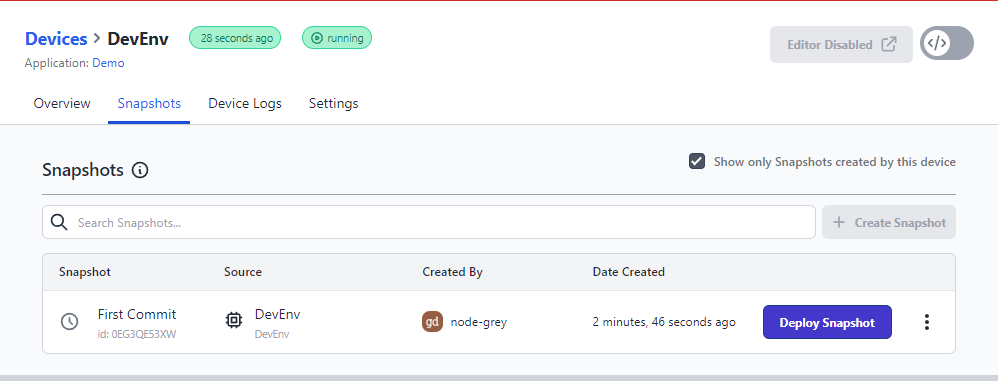 Devices > DevEnv 28 seconds ago running
Editor Disabled
Application: Demo
Overview Snapshots Device Logs Settings
Snapshots
Show only Snapshots created by this device
Search Snapshots...
+ Create Snapshot
Snapshot Source Created By Date Created
First Commit DevEnv gd node-grey 2 minutes, 46 seconds ago Deploy Snapshot
id: 0EG3QE53XW DevEnv